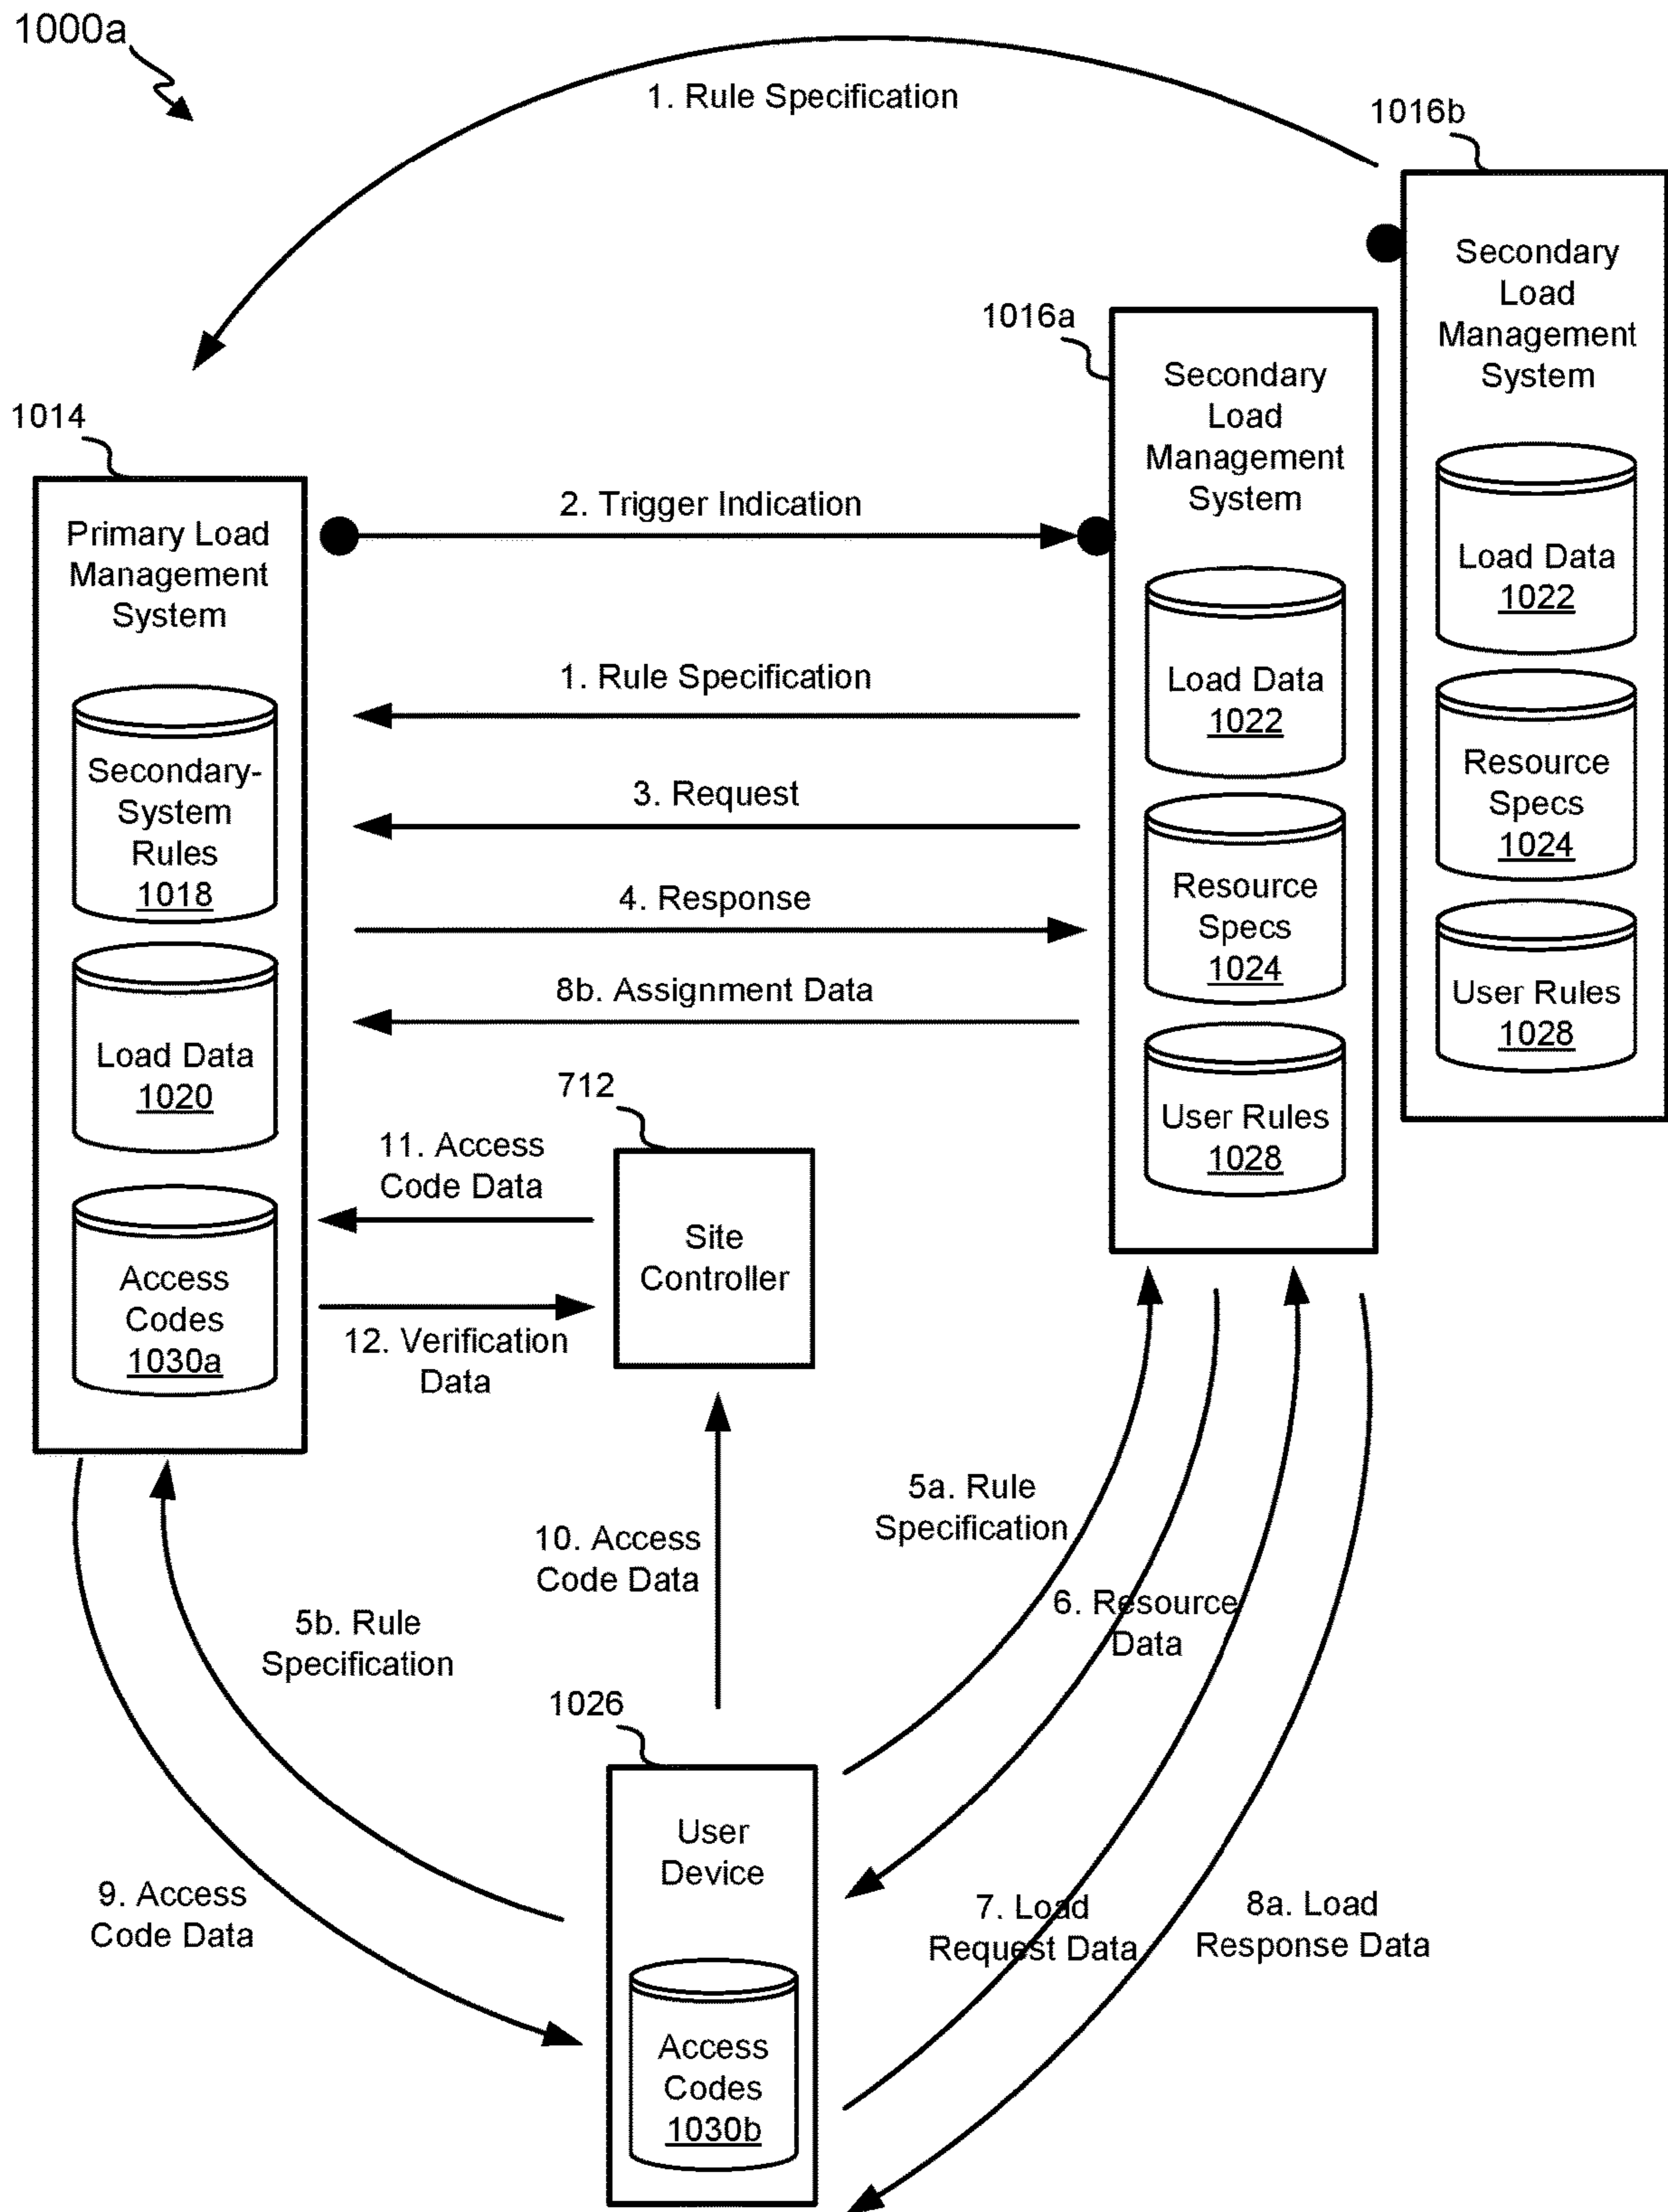 1000a
1. Rule Specification
1016b
Secondary
Load
Management
System
Load Data
1022
Resource
Specs
1024
User Rules
1028
1016a
Secondary
Load
Management
System
Load Data
1022
Resource
Specs
1024
User Rules
1028
1014
Primary Load
Management
System
Secondary-
System
Rules
1018
Load Data
1020
Access
Codes
1030a
2. Trigger Indication
1. Rule Specification
3. Request
4. Response
8b. Assignment Data
712
Site
Controller
11. Access
Code Data
12. Verification
Data
10. Access
Code Data
5a. Rule
Specification
6. Resource
Data
5b. Rule
Specification
1026
User
Device
Access
Codes
1030b
9. Access
Code Data
7. Load
Request Data
8a. Load
Response Data